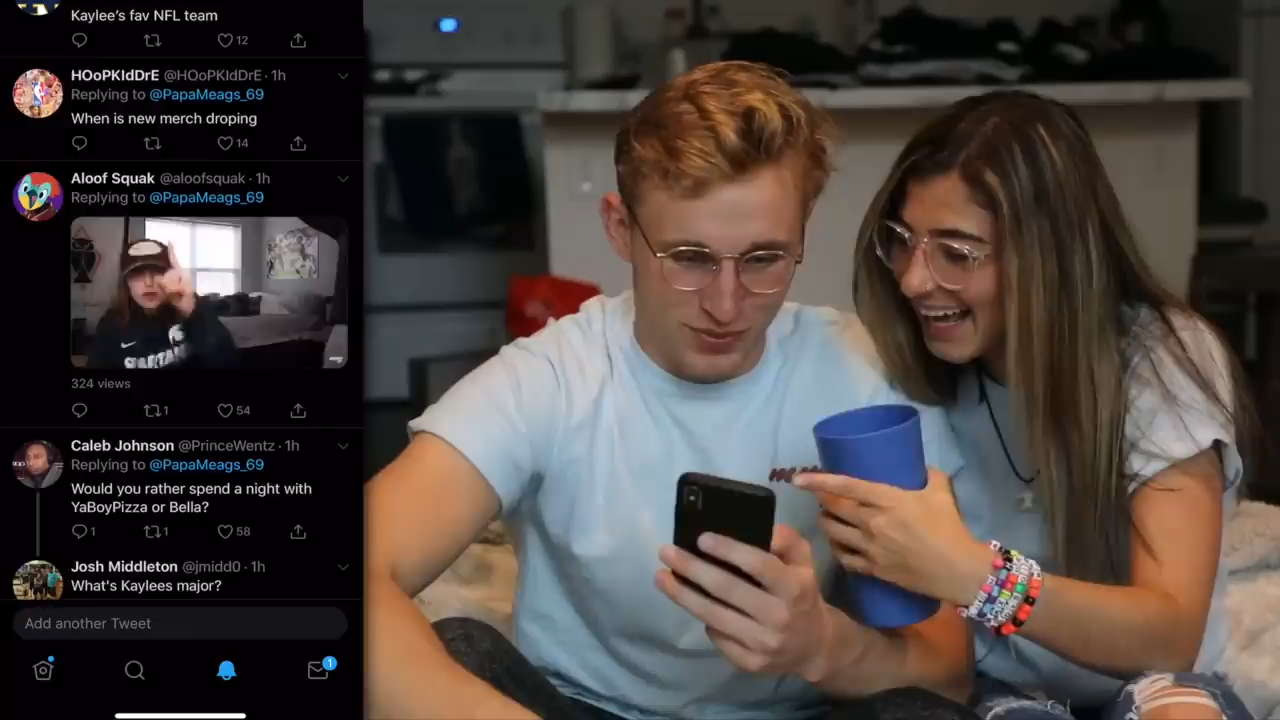 Kaylee's fav NFL team
12
HOoPKIdDrE @HOoPKIdDrE · 1h
Replying to @PapaMeags_69
When is new merch droping
14
Aloof Squak @aloofsquak · 1h
Replying to @PapaMeags_69
SPARTA
324 views
1 54
Caleb Johnson @PrinceWentz · 1h
Replying to @PapaMeags_69
Would you rather spend a night with
YaBoyPizza or Bella?
1 1 58
Josh Middleton @jmidd0 · 1h
What's Kaylees major?
Add another Tweet
1